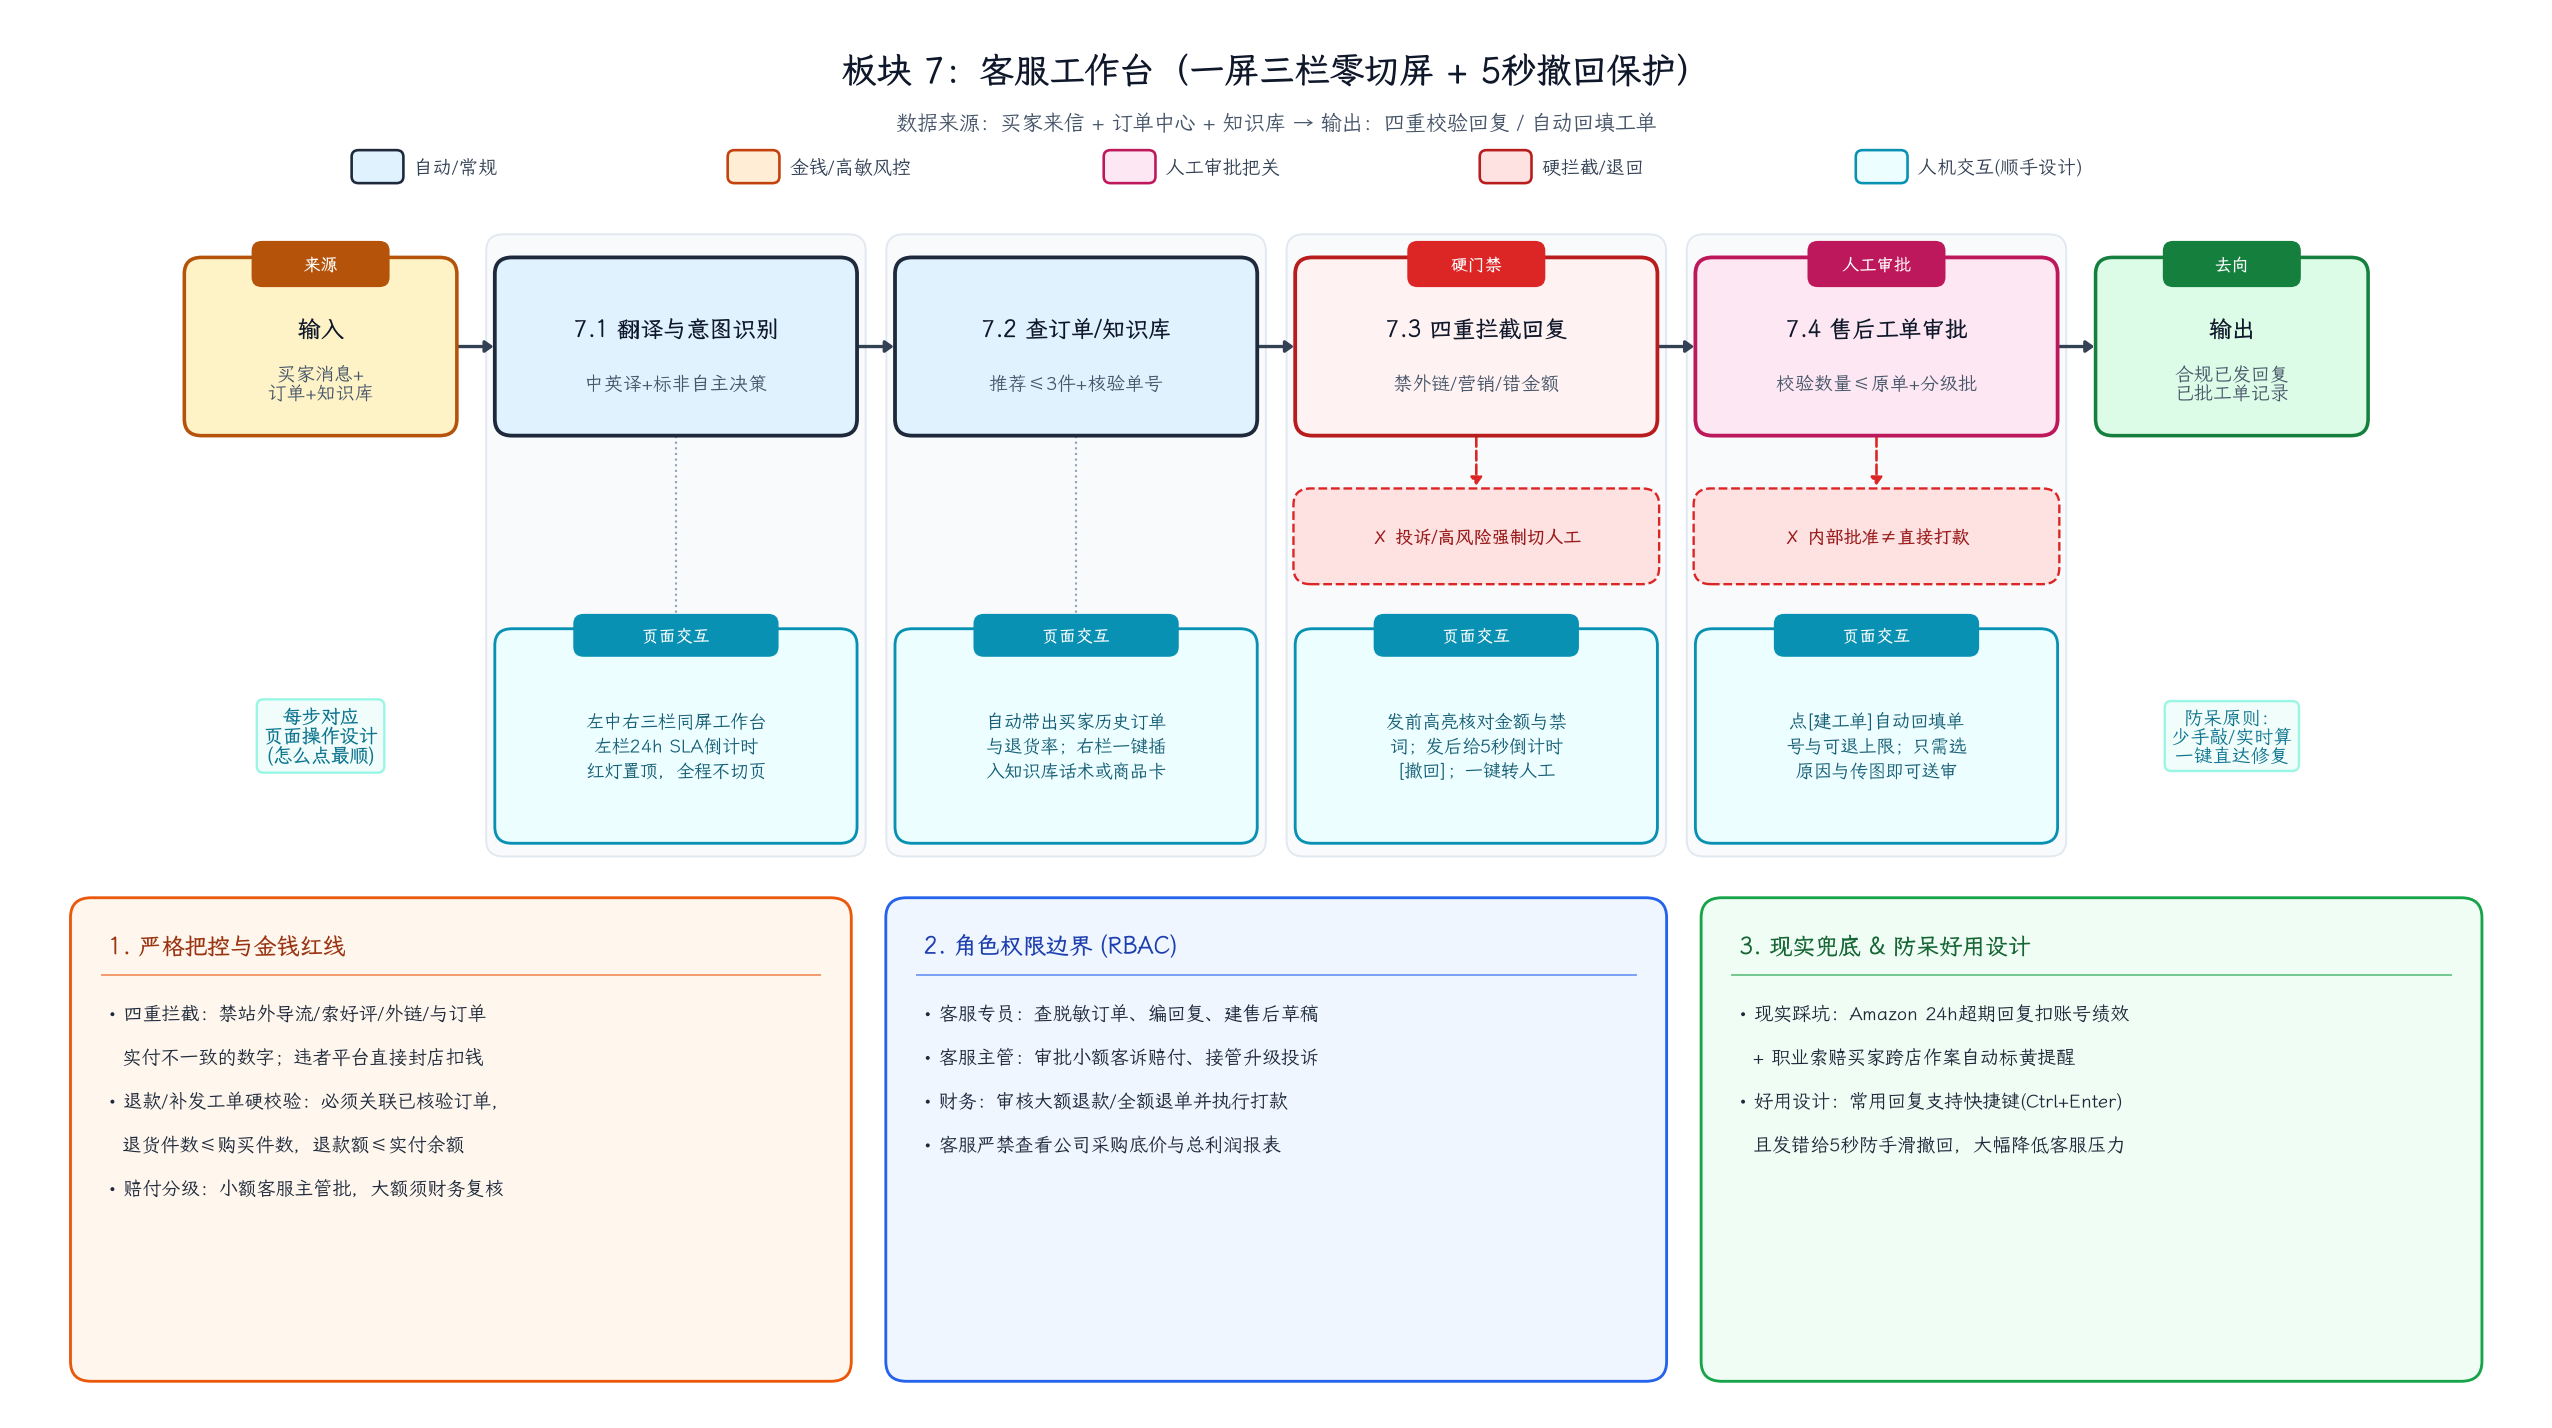 板块 7：客服工作台（一屏三栏零切屏 + 5秒撤回保护）
数据来源：买家来信 + 订单中心 + 知识库 → 输出：四重校验回复 / 自动回填工单
自动/常规
金钱/高敏风控
人工审批把关
硬拦截/退回
人机交互(顺手设计)
来源
输入
买家消息+
订单+知识库
7.1 翻译与意图识别
中英译+标非自主决策
7.2 查订单/知识库
推荐≤3件+核验单号
硬门禁
7.3 四重拦截回复
禁外链/营销/错金额
人工审批
7.4 售后工单审批
校验数量≤原单+分级批
去向
输出
合规已发回复
已批工单记录
X 投诉/高风险强制切人工
X 内部批准≠直接打款
每步对应
页面操作设计
(怎么点最顺)
页面交互
左中右三栏同屏工作台
左栏24h SLA倒计时
红灯置顶，全程不切页
页面交互
自动带出买家历史订单
与退货率；右栏一键插
入知识库话术或商品卡
页面交互
发前高亮核对金额与禁
词；发后给5秒倒计时
[撤回]；一键转人工
页面交互
点[建工单]自动回填单
号与可退上限；只需选
原因与传图即可送审
防呆原则：
少手敲/实时算
一键直达修复
1. 严格把控与金钱红线
• 四重拦截：禁站外导流/索好评/外链/与订单
实付不一致的数字；违者平台直接封店扣钱
• 退款/补发工单硬校验：必须关联已核验订单，
退货件数≤购买件数，退款额≤实付余额
• 赔付分级：小额客服主管批，大额须财务复核
2. 角色权限边界 (RBAC)
• 客服专员：查脱敏订单、编回复、建售后草稿
• 客服主管：审批小额客诉赔付、接管升级投诉
• 财务：审核大额退款/全额退单并执行打款
• 客服严禁查看公司采购底价与总利润报表
3. 现实兜底 & 防呆好用设计
• 现实踩坑：Amazon 24h超期回复扣账号绩效
+ 职业索赔买家跨店作案自动标黄提醒
• 好用设计：常用回复支持快捷键(Ctrl+Enter)
且发错给5秒防手滑撤回，大幅降低客服压力